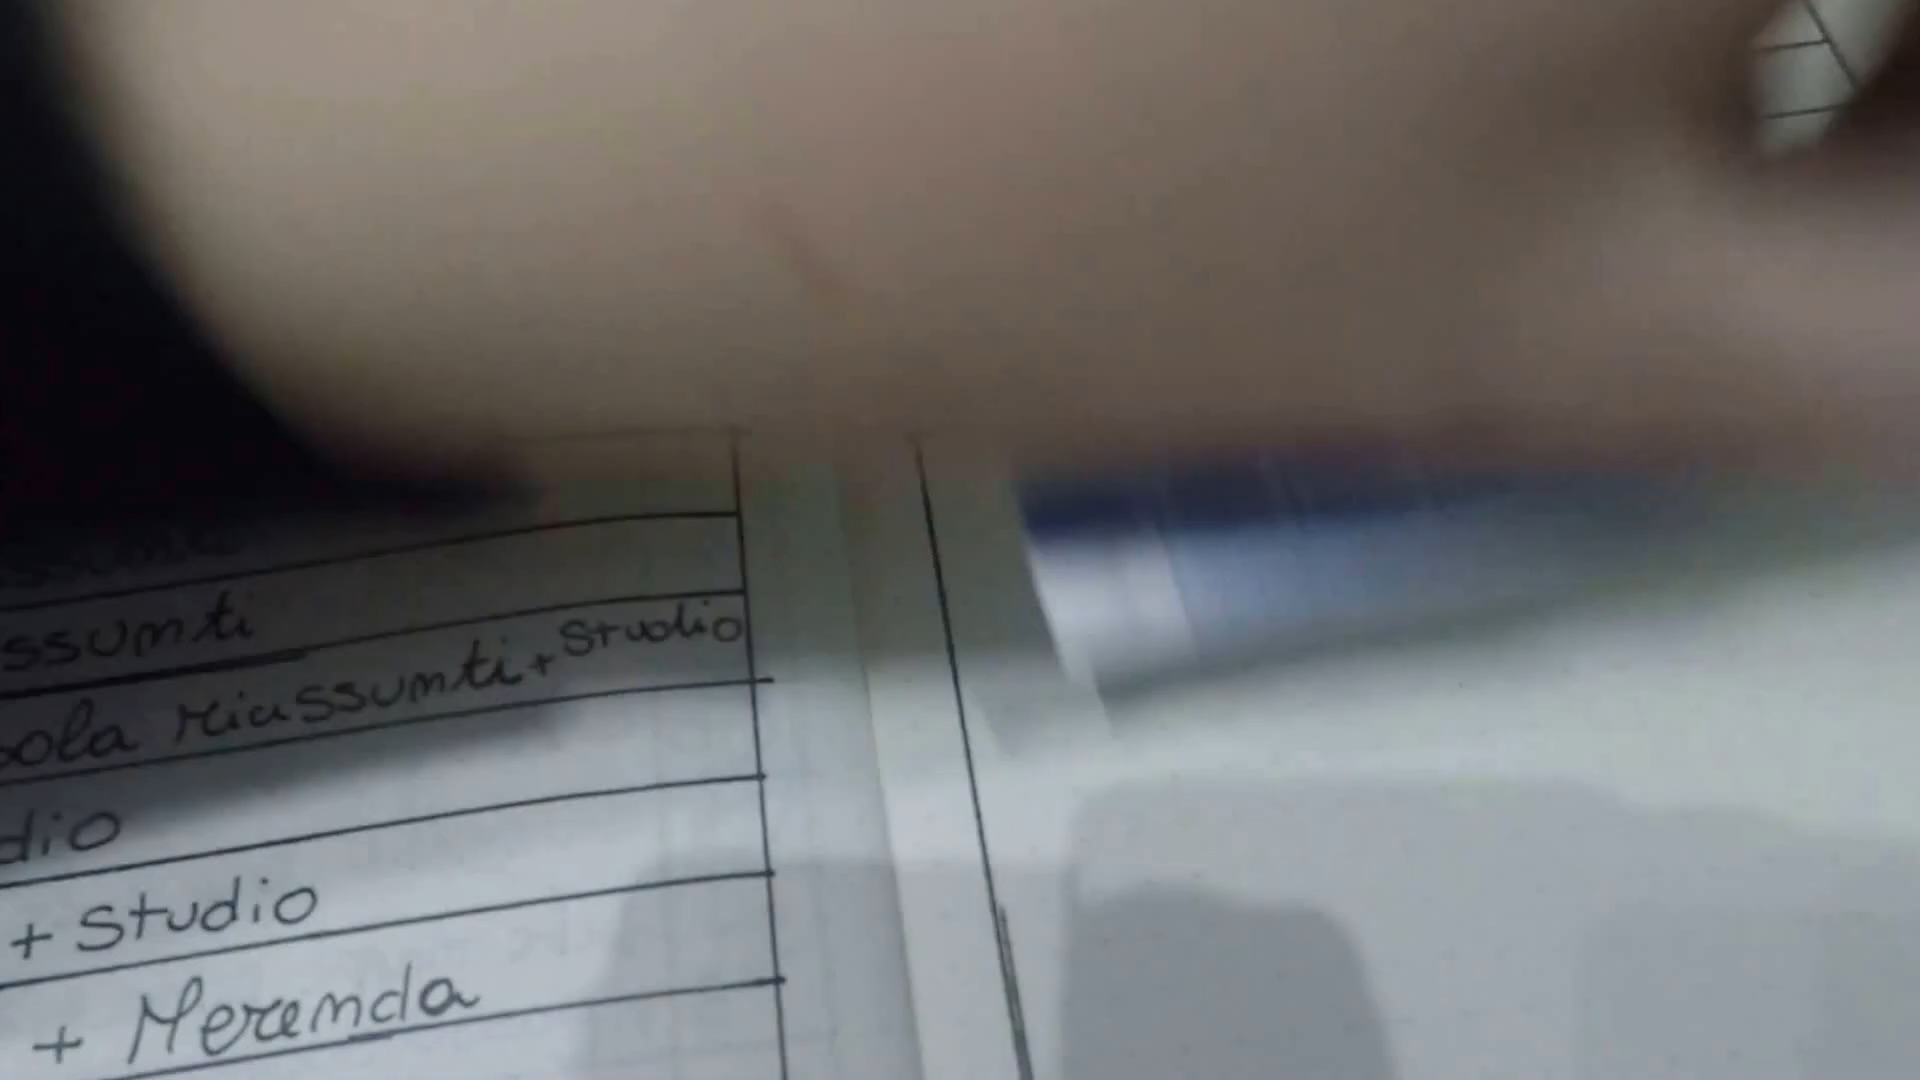 ssumti
ola riassumti + Studio
dio
+ Studio
+ Merenda